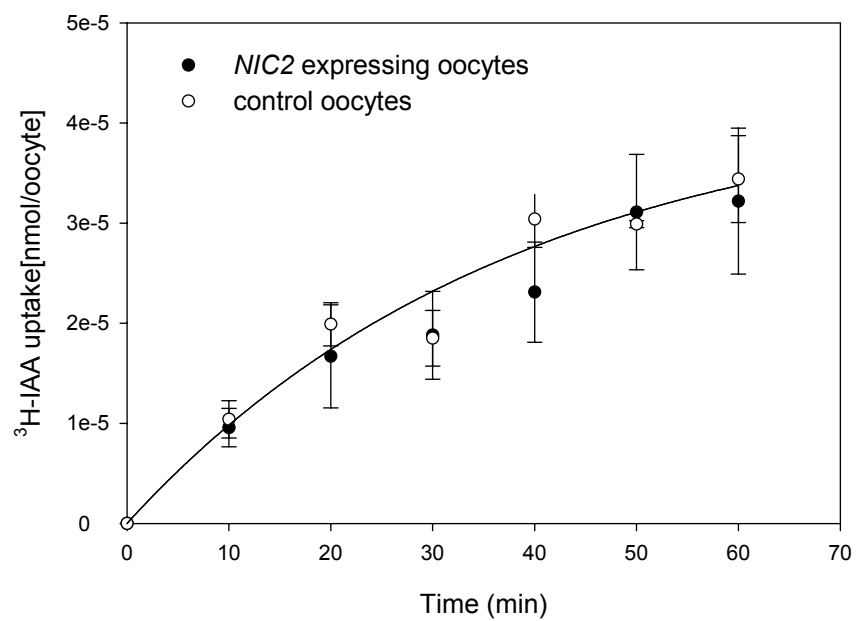 5e-5
NIC2 expressing oocytes
control oocytes
4e-5
3e-5
2e-5
1e-5
0
³H-IAA uptake[nmol/oocyte]
0 10 20 30 40 50 60 70
Time (min)